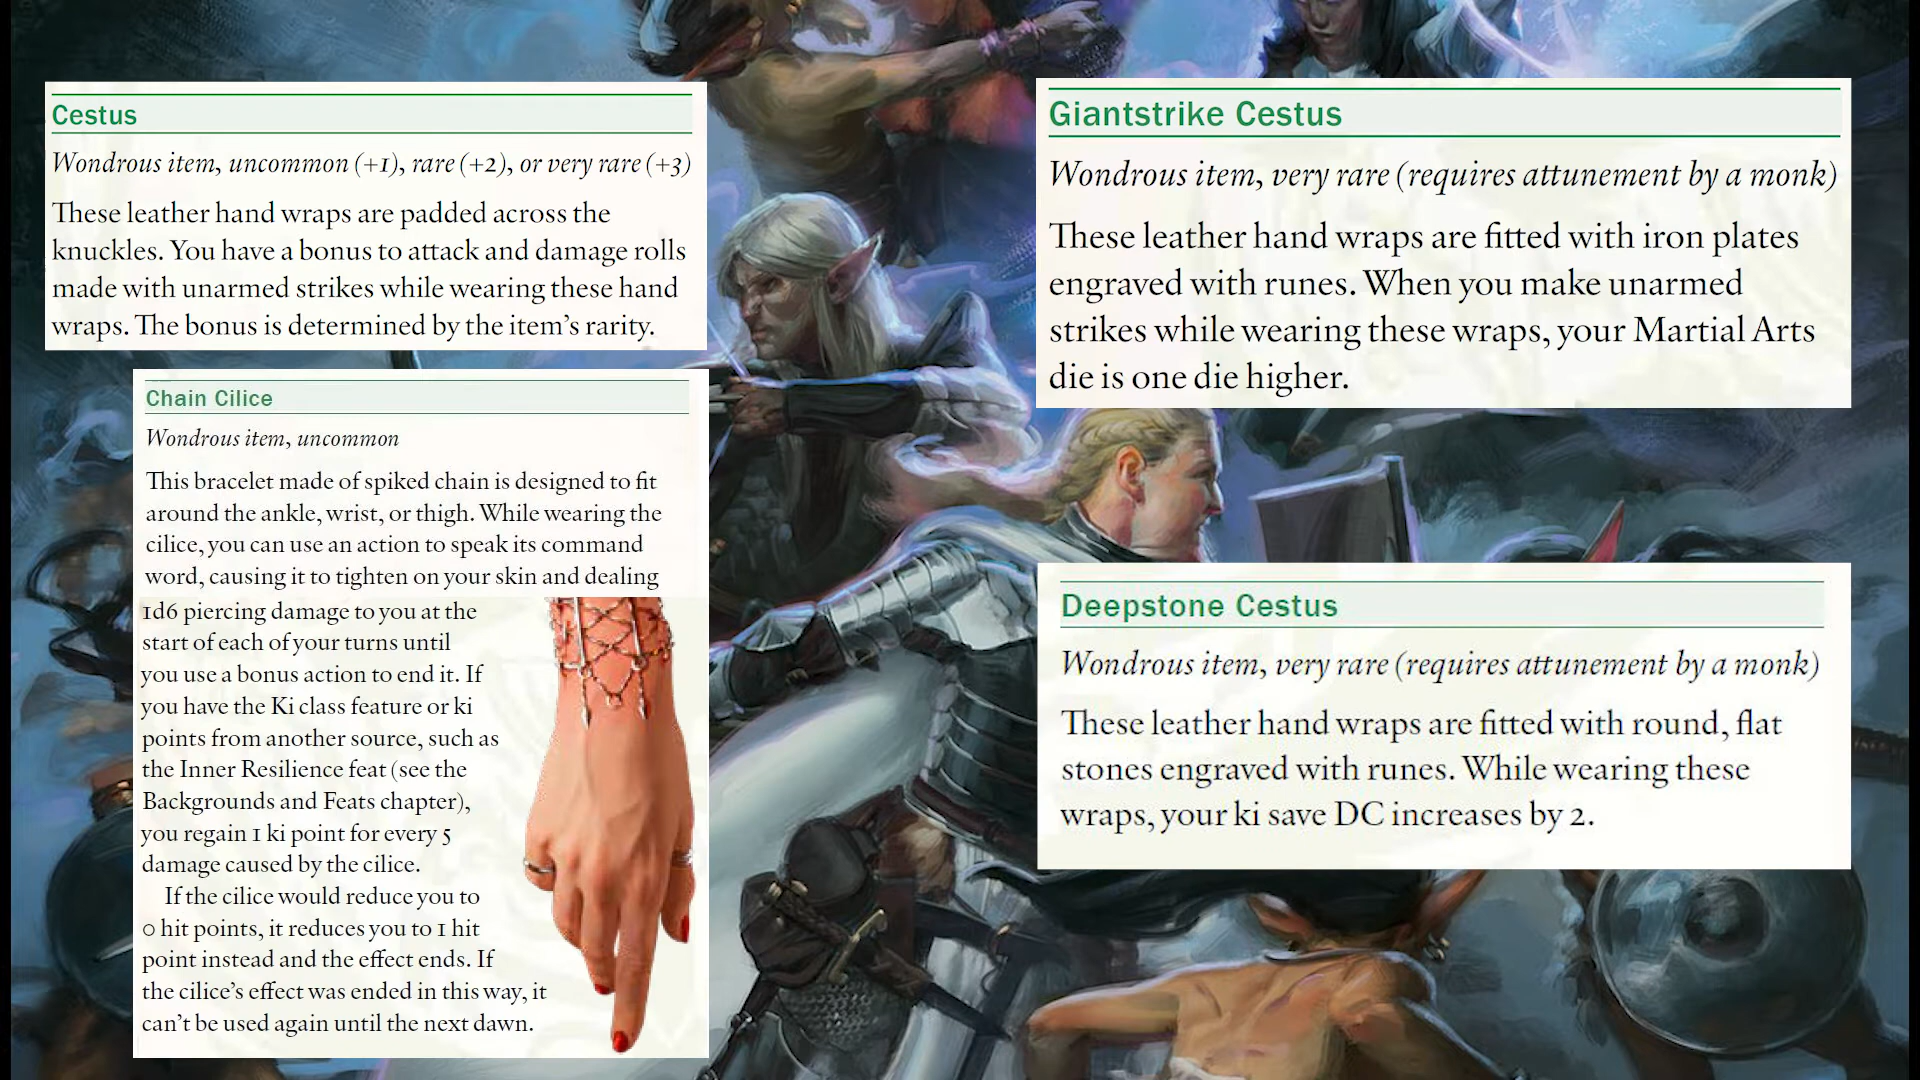 Cestus
Wondrous item, uncommon (+1), rare (+2), or very rare (+3)
These leather hand wraps are padded across the
knuckles. You have a bonus to attack and damage rolls
made with unarmed strikes while wearing these hand
wraps. The bonus is determined by the item's rarity.
Chain Cilice
Wondrous item, uncommon
This bracelet made of spiked chain is designed to fit
around the ankle, wrist, or thigh. While wearing the
cilice, you can use an action to speak its command
word, causing it to tighten on your skin and dealing
1d6 piercing damage to you at the
start of each of your turns until
you use a bonus action to end it. If
you have the Ki class feature or ki
points from another source, such as
the Inner Resilience feat (see the
Backgrounds and Feats chapter),
you regain 1 ki point for every 5
damage caused by the cilice.
If the cilice would reduce you to
0 hit points, it reduces you to 1 hit
point instead and the effect ends. If
the cilice's effect was ended in this way, it
can't be used again until the next dawn.
Giantstrike Cestus
Wondrous item, very rare (requires attunement by a monk)
These leather hand wraps are fitted with iron plates
engraved with runes. When you make unarmed
strikes while wearing these wraps, your Martial Arts
die is one die higher.
Deepstone Cestus
Wondrous item, very rare (requires attunement by a monk)
These leather hand wraps are fitted with round, flat
stones engraved with runes. While wearing these
wraps, your ki save DC increases by 2.